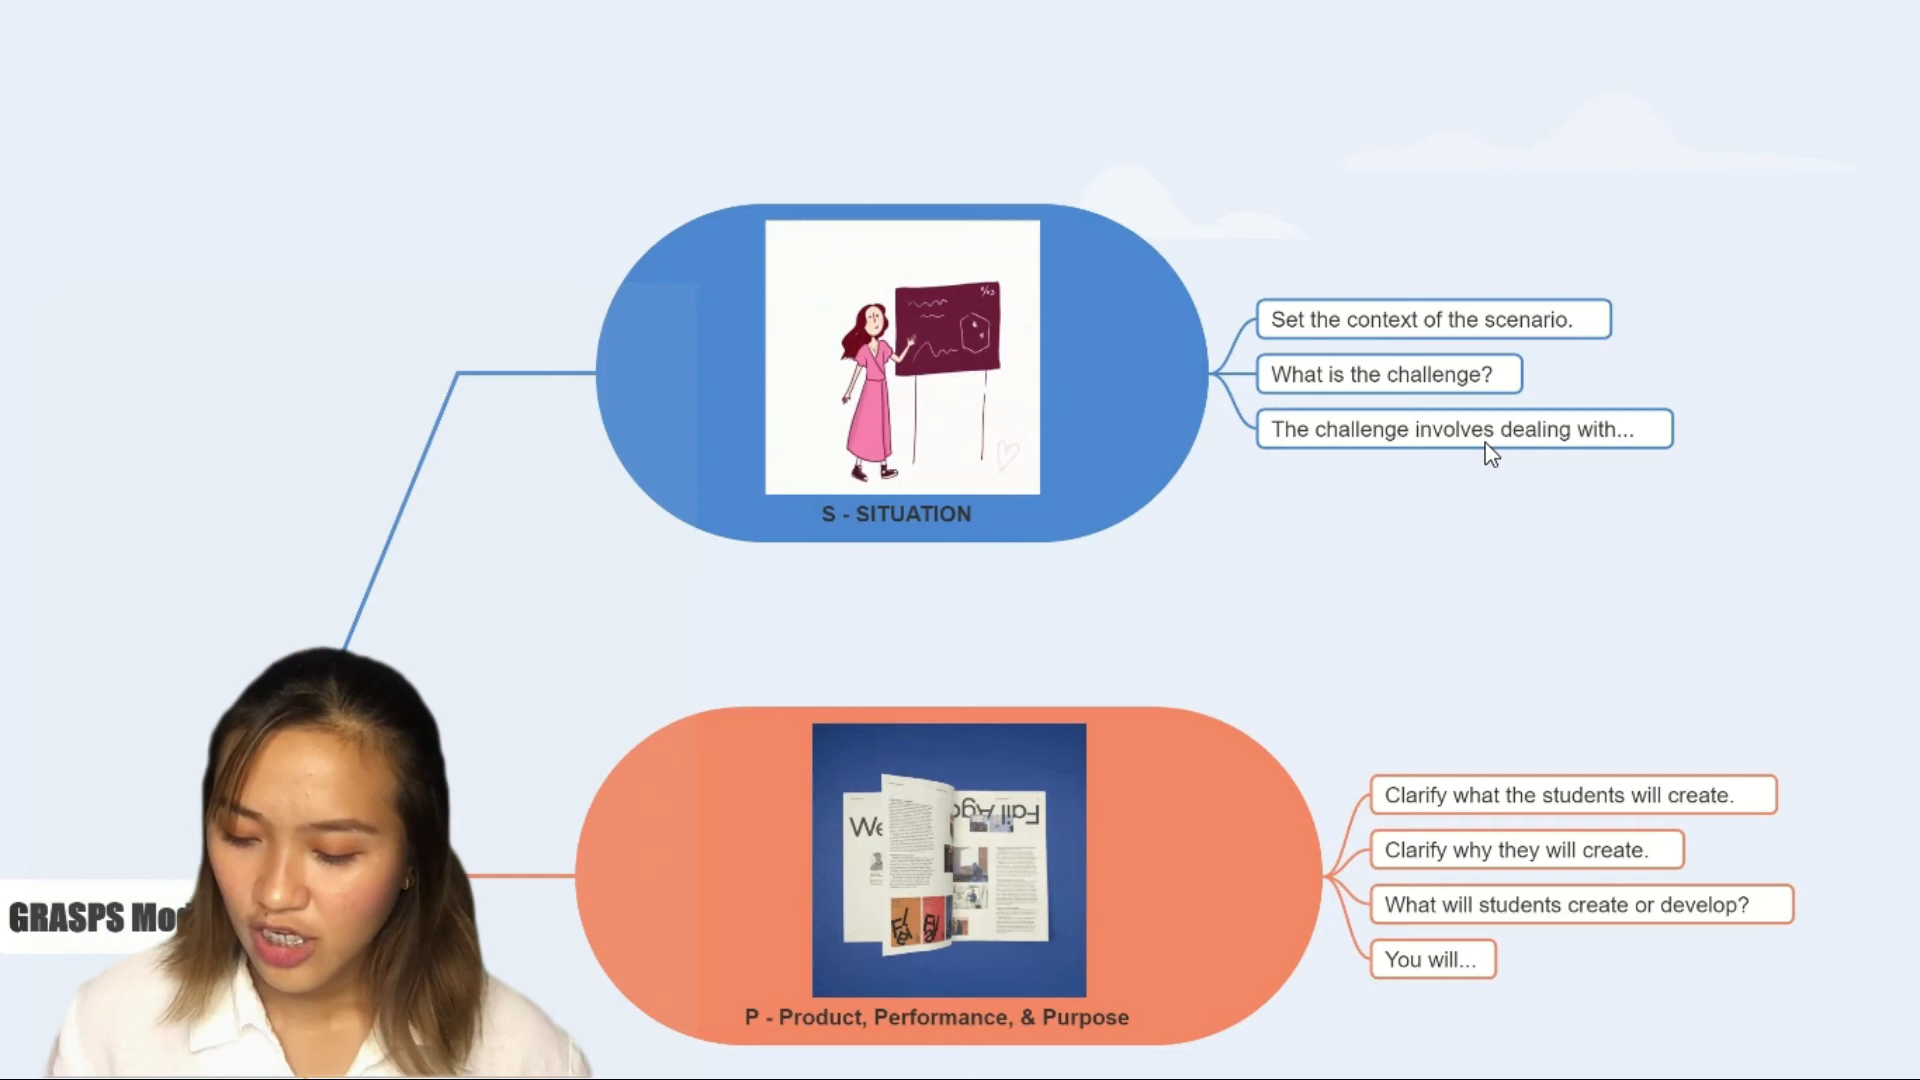 Set the context of the scenario.
What is the challenge?
The challenge involves dealing with...
S - SITUATION
Clarify what the students will create.
Clarify why they will create.
What will students create or develop?
You will...
GRASPS Mod
We
P - Product, Performance, & Purpose